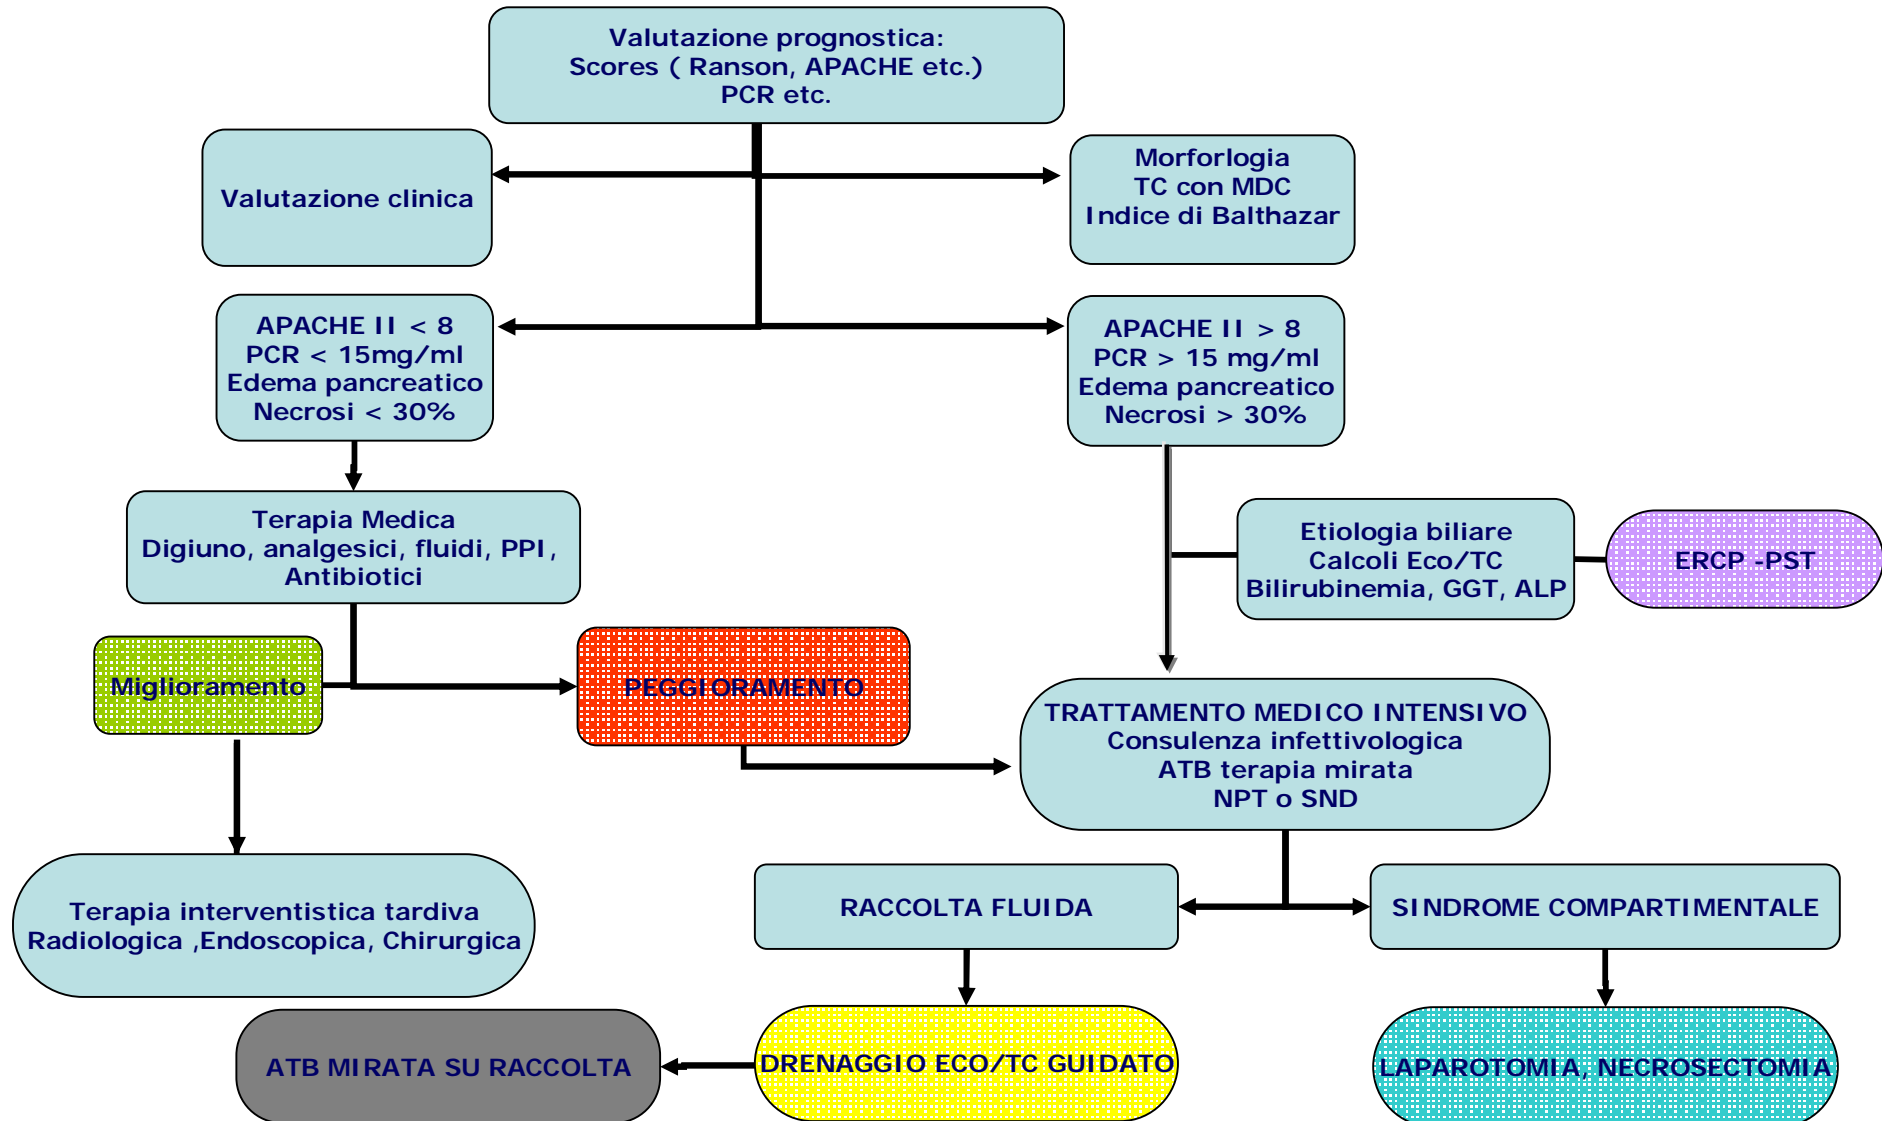 Valutazione prognostica:
Scores ( Ranson, APACHE etc.)
PCR etc.
Valutazione clinica
Morforlogia
TC con MDC
Indice di Balthazar
APACHE II < 8
PCR < 15mg/ml
Edema pancreatico
Necrosi < 30%
APACHE II > 8
PCR > 15 mg/ml
Edema pancreatico
Necrosi > 30%
Terapia Medica
Digiuno, analgesici, fluidi, PPI,
Antibiotici
Etiologia biliare
Calcoli Eco/TC
Bilirubinemia, GGT, ALP
ERCP -PST
Miglioramento
PEGGIORAMENTO
TRATTAMENTO MEDICO INTENSIVO
Consulenza infettivologica
ATB terapia mirata
NPT o SND
Terapia interventistica tardiva
Radiologica ,Endoscopica, Chirurgica
RACCOLTA FLUIDA
SINDROME COMPARTIMENTALE
ATB MIRATA SU RACCOLTA
DRENAGGIO ECO/TC GUIDATO
LAPAROTOMIA, NECROSECTOMIA